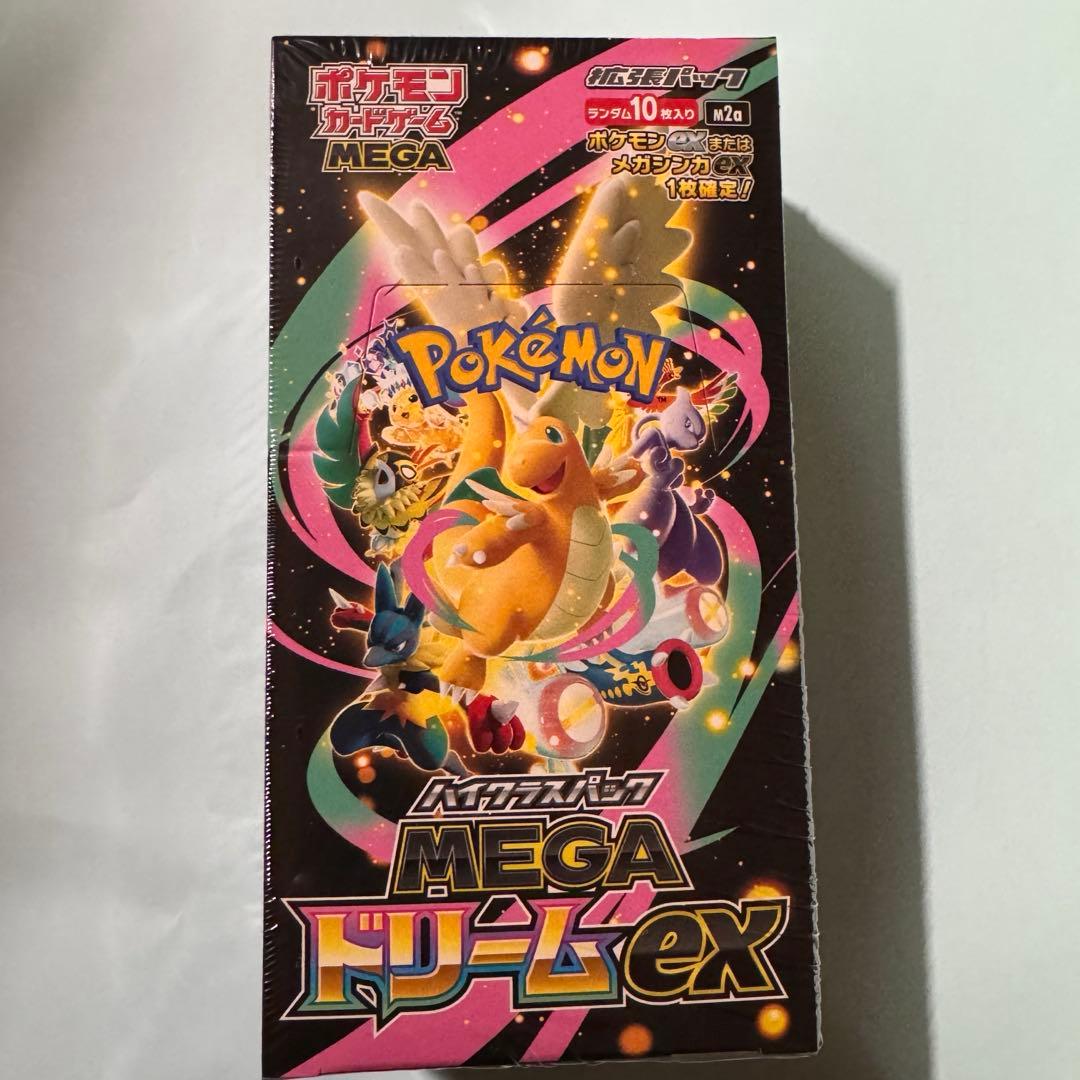 ポケモン
カードゲーム
MEGA
拡張パック
ランダム10枚入り M2a
ポケモンexまたは
メガシンカex
1枚確定!
POKéMON
TM
ハイクラスパック
MEGA
ドリームex